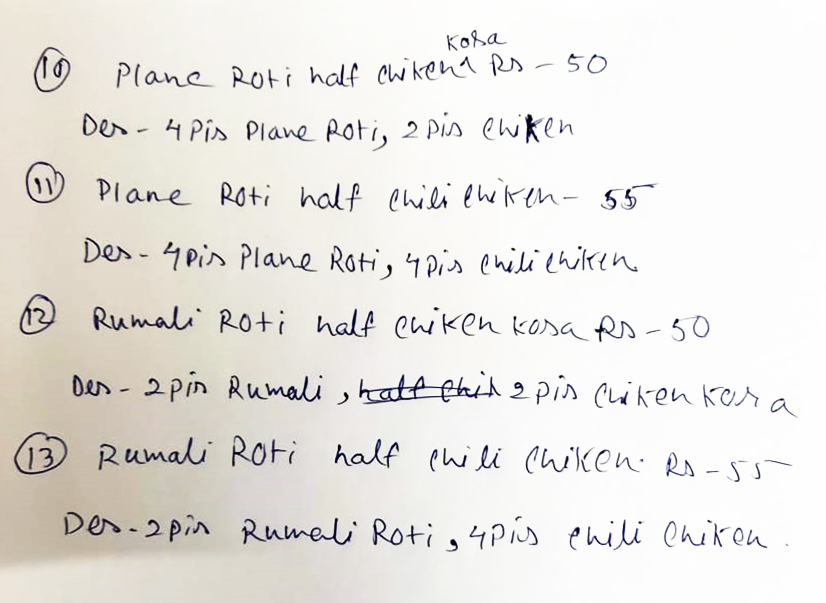 (10) Plane Roti half chiken kosa Rs - 50
Des - 4 Pis Plane Roti, 2 Pis Chiken
(11) Plane Roti half Chili Chiken - 55
Des - 4 pis Plane Roti, 4 pis Chili Chiken
(12) Rumali Roti half Chiken kosa Rs - 50
Des - 2 pis Rumali, 2 pis Chiken Kosa
(13) Rumali Roti half Chili Chiken. Rs - 55
Des - 2 pis Rumali Roti, 4 Pis Chili Chiken.